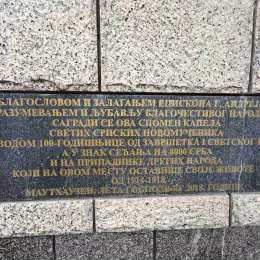 БЛАГОСЛОВОМ И ЗАЛАГАЊЕМ ЕПИСКОПА Г. АНДРЕЈ
РАЗУМЕВАЊЕМ И ЉУБАВЉУ БЛАГОЧЕСТИВОГ НАРОД
САГРАДИ СЕ ОВА СПОМЕН КАПЕЛА
СВЕТИХ СРПСКИХ НОВОМУЧЕНИКА
ВОДОМ 100-ГОДИШЊИЦЕ ОД ЗАВРШЕТКА I СВЕТСКОГ
А У ЗНАК СЕЋАЊА НА 8000 СРБА
И НА ПРИПАДНИКЕ ДРУГИХ НАРОДА
КОЈИ НА ОВОМ МЕСТУ ОСТАВИШЕ СВОЈЕ ЖИВОТЕ
ОД 1914-1918.
МАУТХАУЗЕН, ЛЕТА ГОСПОДЊЕГ 2018. ГОДИНЕ